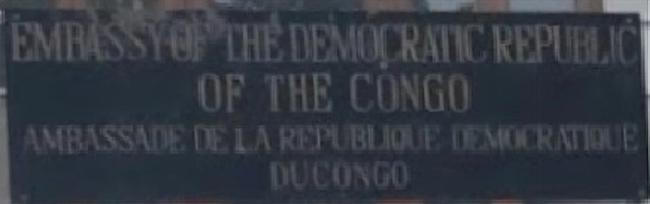 EMBASSY OF THE DEMOCRATIC REPUBLIC
OF THE CONGO
AMBASSADE DE LA REPUBLIQUE DEMOCRATIQUE
DU CONGO